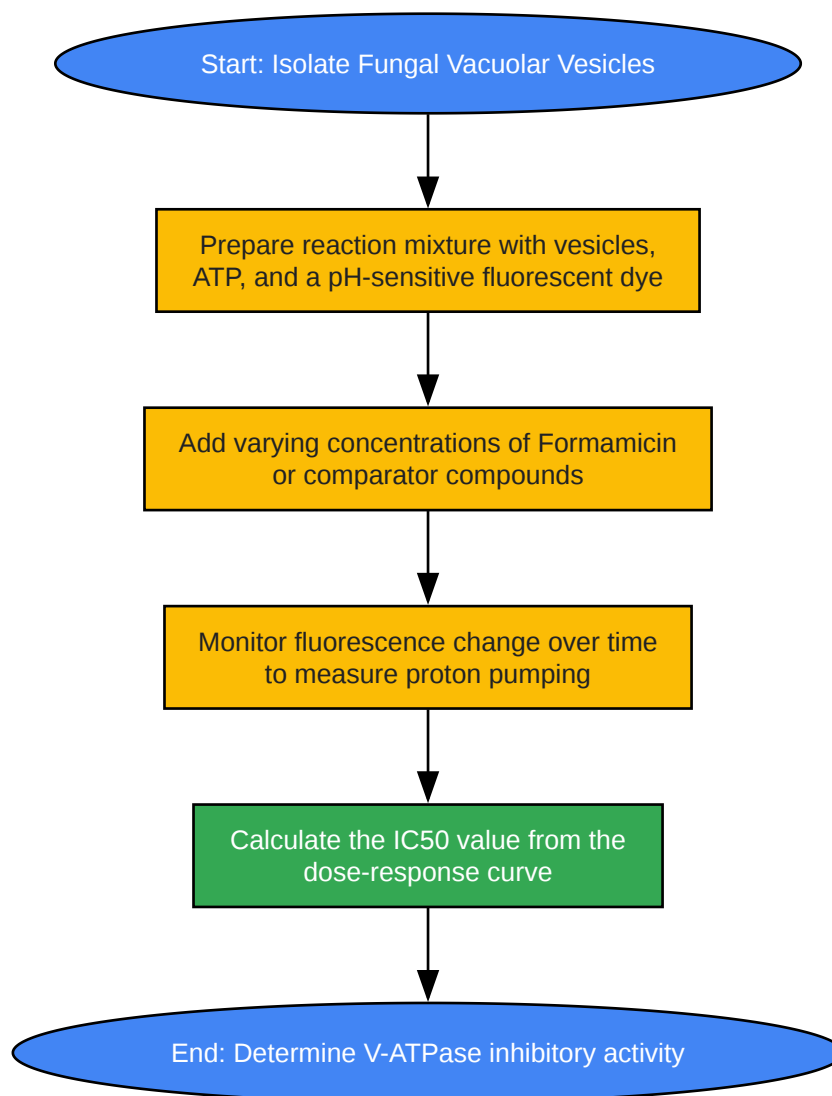 Start: Isolate Fungal Vacuolar Vesicles
Prepare reaction mixture with vesicles,
ATP, and a pH-sensitive fluorescent dye
Add varying concentrations of Formamicin
or comparator compounds
Monitor fluorescence change over time
to measure proton pumping
Calculate the IC50 value from the
dose-response curve
End: Determine V-ATPase inhibitory activity